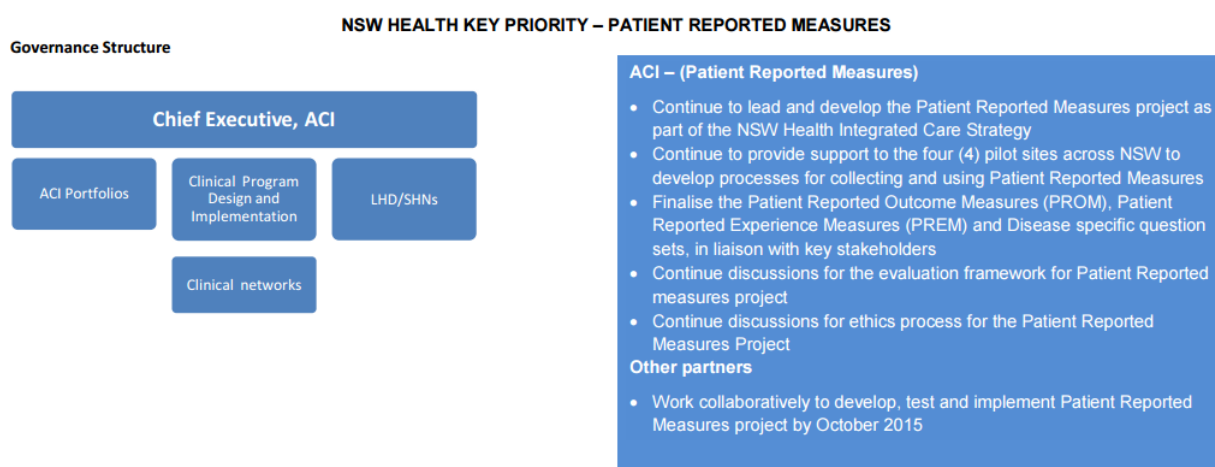 NSW HEALTH KEY PRIORITY – PATIENT REPORTED MEASURES
Governance Structure
Chief Executive, ACI
ACI Portfolios
Clinical Program
Design and
Implementation
LHD/SHNs
Clinical networks
ACI – (Patient Reported Measures)
• Continue to lead and develop the Patient Reported Measures project as
part of the NSW Health Integrated Care Strategy
• Continue to provide support to the four (4) pilot sites across NSW to
develop processes for collecting and using Patient Reported Measures
• Finalise the Patient Reported Outcome Measures (PROM), Patient
Reported Experience Measures (PREM) and Disease specific question
sets, in liaison with key stakeholders
• Continue discussions for the evaluation framework for Patient Reported
measures project
• Continue discussions for ethics process for the Patient Reported
Measures Project
Other partners
• Work collaboratively to develop, test and implement Patient Reported
Measures project by October 2015